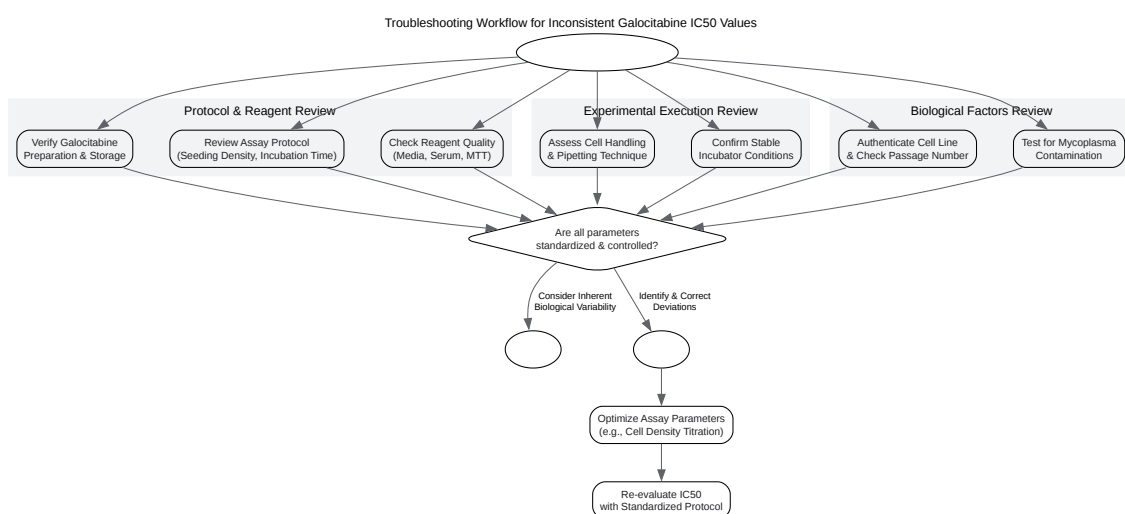 Troubleshooting Workflow for Inconsistent Galocitabine IC50 Values
Protocol & Reagent Review
Verify Galocitabine
Preparation & Storage
Review Assay Protocol
(Seeding Density, Incubation Time)
Check Reagent Quality
(Media, Serum, MTT)
Experimental Execution Review
Assess Cell Handling
& Pipetting Technique
Confirm Stable
Incubator Conditions
Biological Factors Review
Authenticate Cell Line
& Check Passage Number
Test for Mycoplasma
Contamination
Are all parameters
standardized & controlled?
Consider Inherent
Biological Variability
Identify & Correct
Deviations
Optimize Assay Parameters
(e.g., Cell Density Titration)
Re-evaluate IC50
with Standardized Protocol